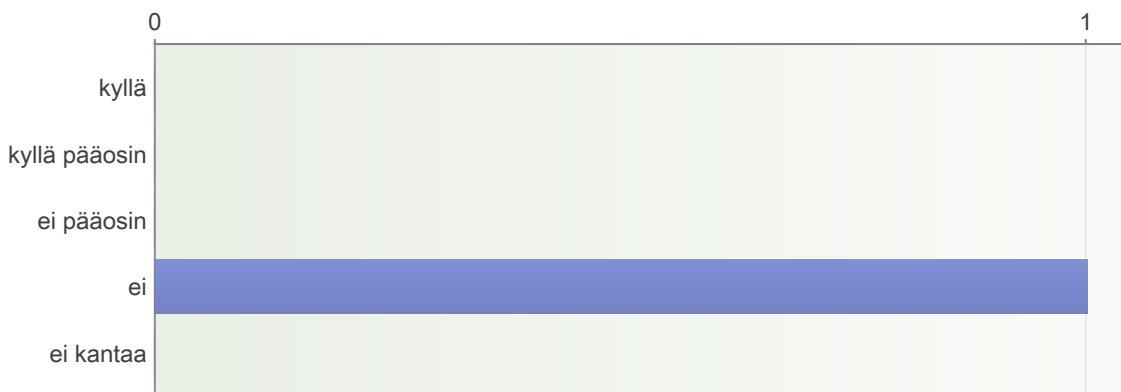 0 1
kyllä
kyllä pääosin
ei pääosin
ei
ei kantaa